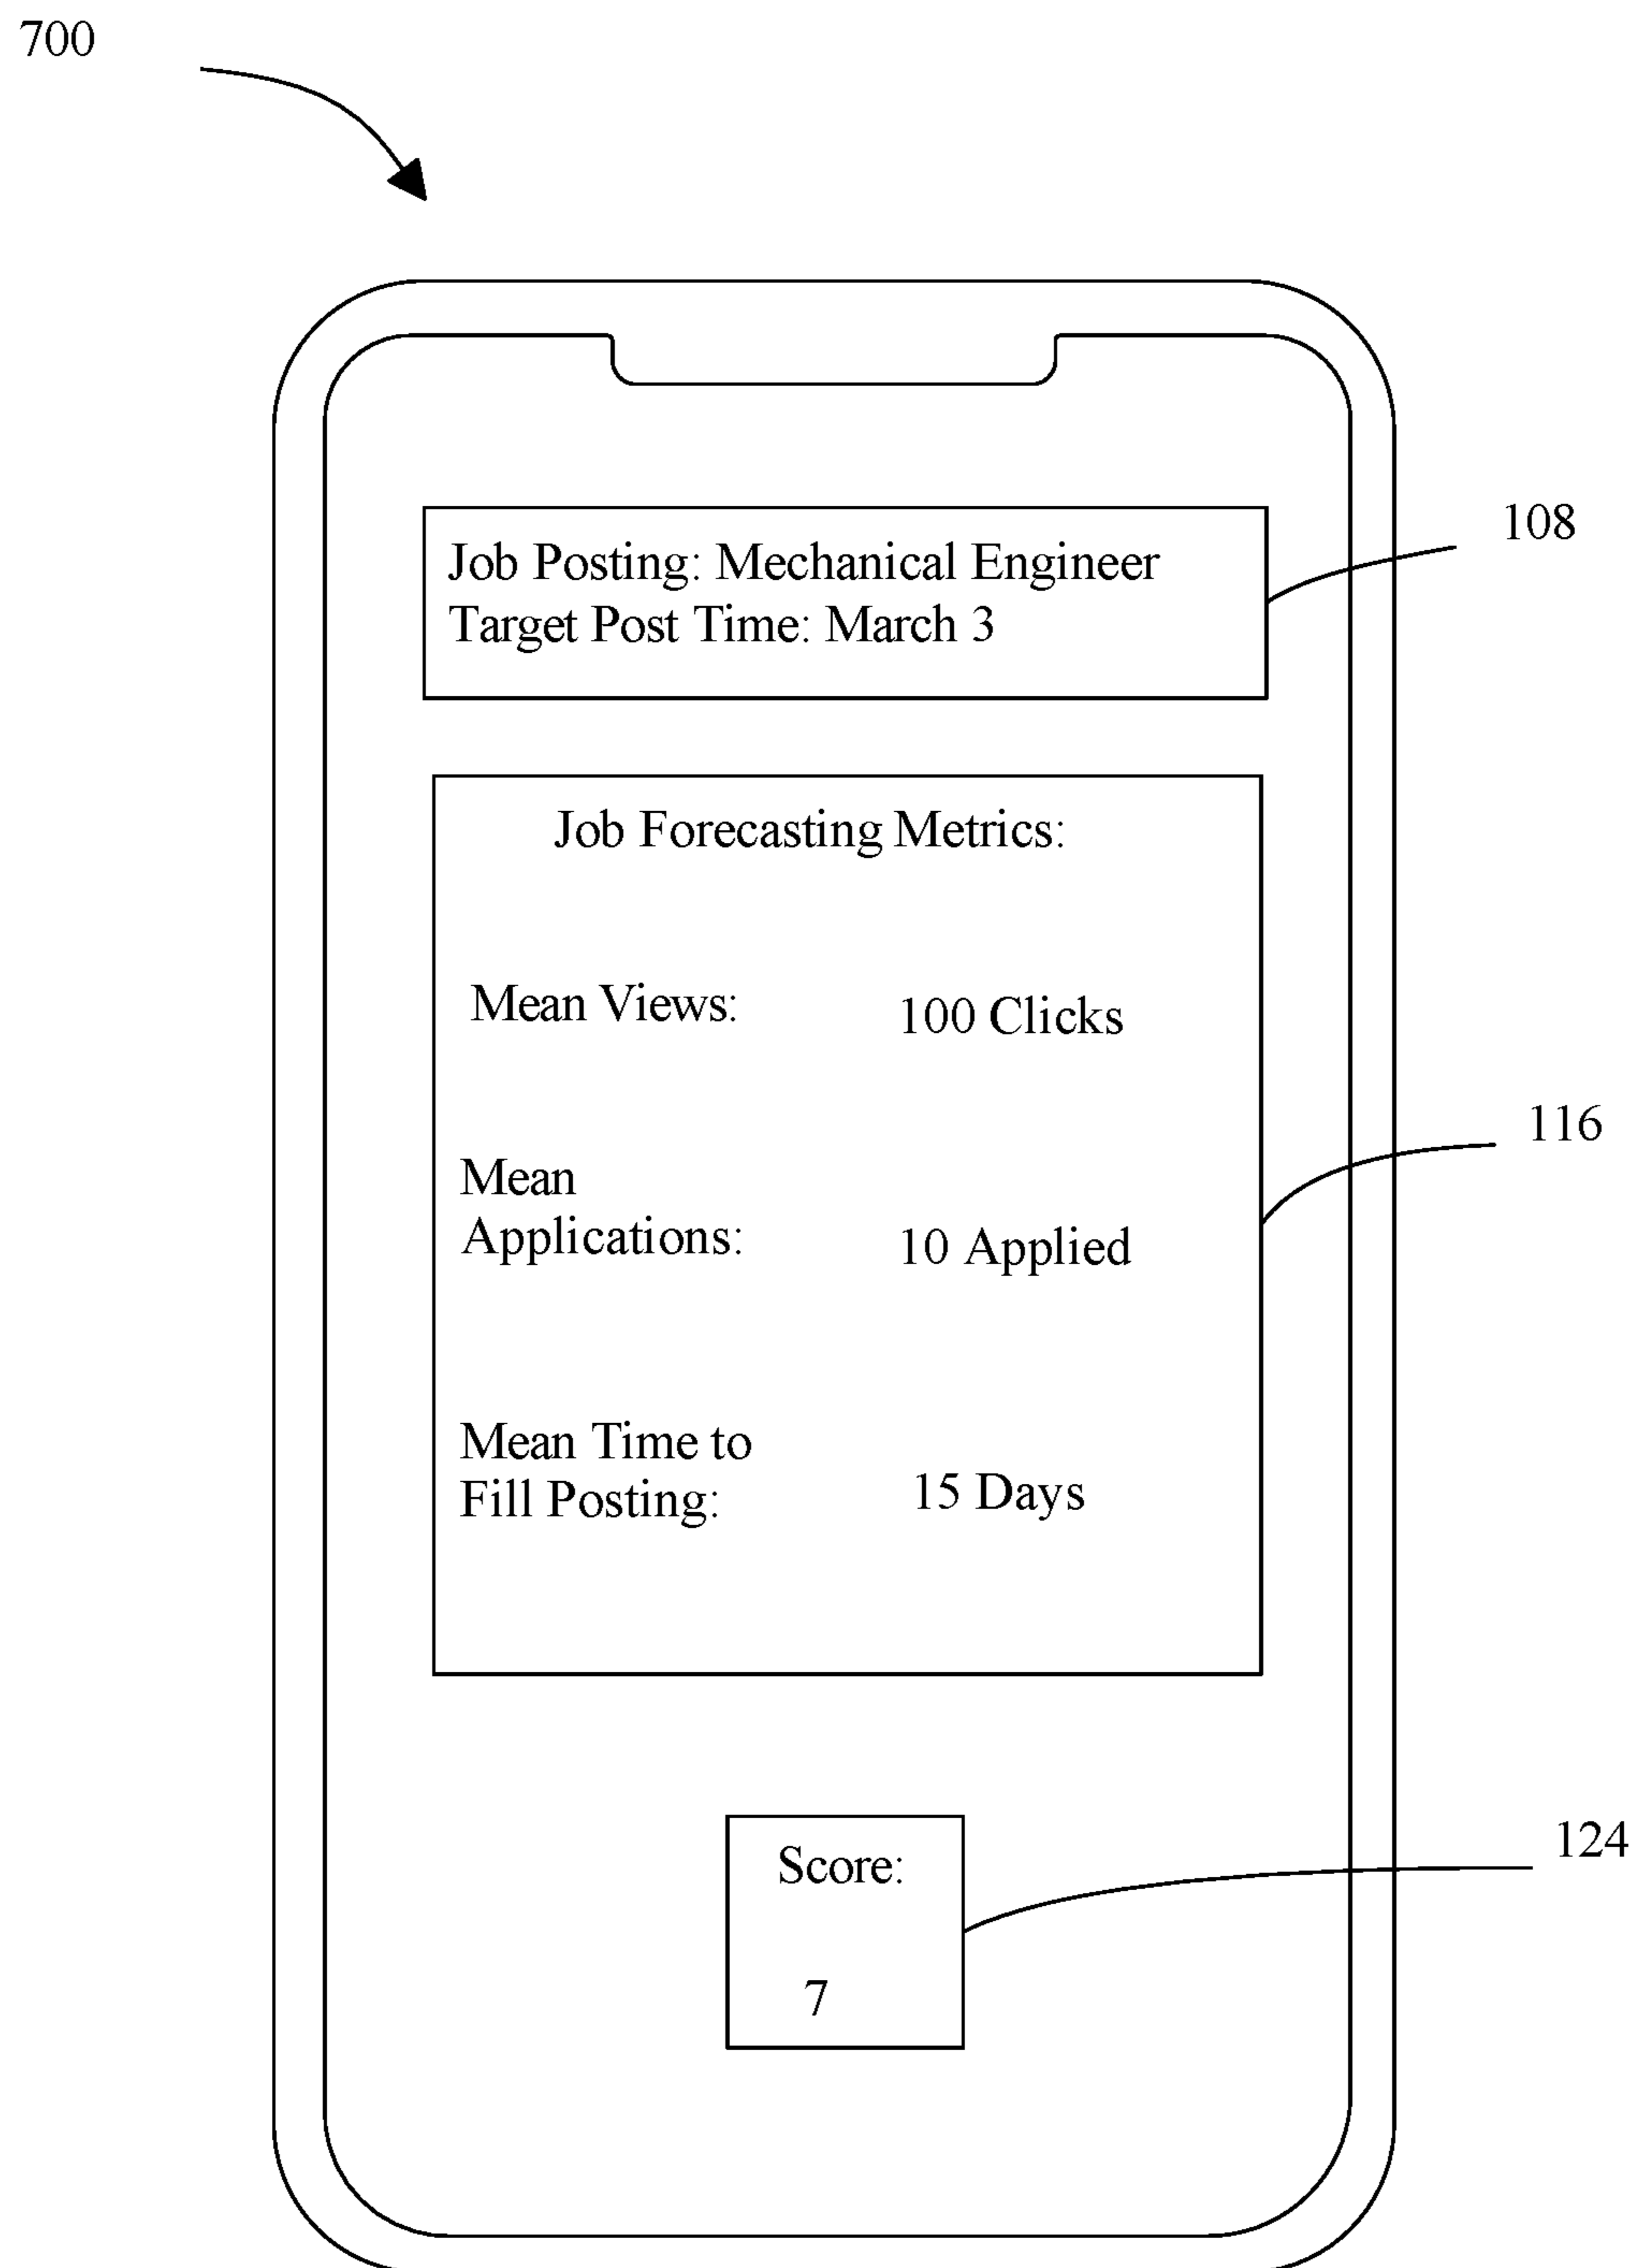 700
108
Job Posting: Mechanical Engineer
Target Post Time: March 3
Job Forecasting Metrics:
Mean Views:
100 Clicks
116
Mean
Applications:
10 Applied
Mean Time to
Fill Posting:
15 Days
124
Score:
7